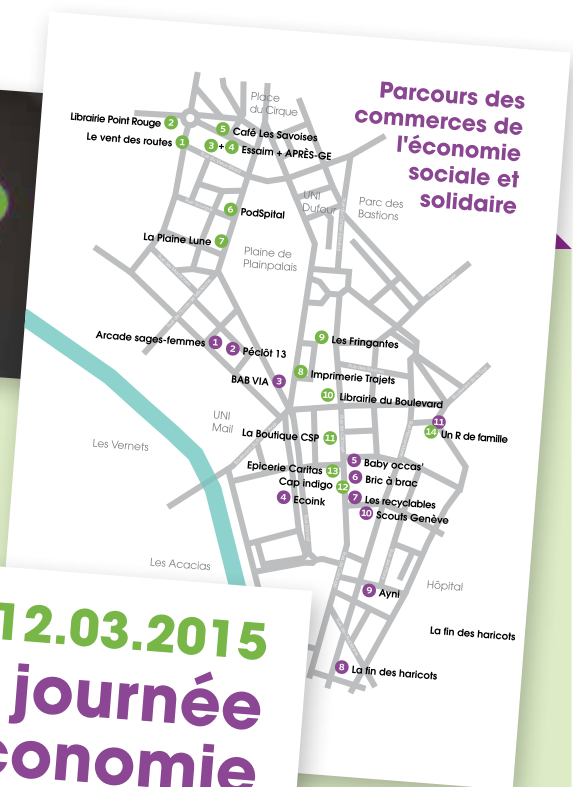 Parcours des
commerces de
l'économie
sociale et
solidaire
Place
du Cirque
Librairie Point Rouge 2
5 Café Les Savoises
Le vent des routes 1
3 + 4 Essaim + APRÈS-GE
UNI
Dufour
Parc des
Bastions
6 PodSpital
La Plaine Lune 7
Plaine de
Plainpalais
Arcade sages-femmes 1
2 Péclôt 13
9 Les Fringantes
BAB VIA 3
8 Imprimerie Trajets
10 Librairie du Boulevard
UNI
Mail
11
14 Un R de famille
La Boutique CSP 11
Les Vernets
5 Baby occas'
Epicerie Caritas 13
6 Bric à brac
Cap indigo 12
4 Ecoink
7 Les recyclables
10 Scouts Genève
Les Acacias
9 Ayni
Hôpital
La fin des haricots
8 La fin des haricots
12.03.2015
journée
conomie